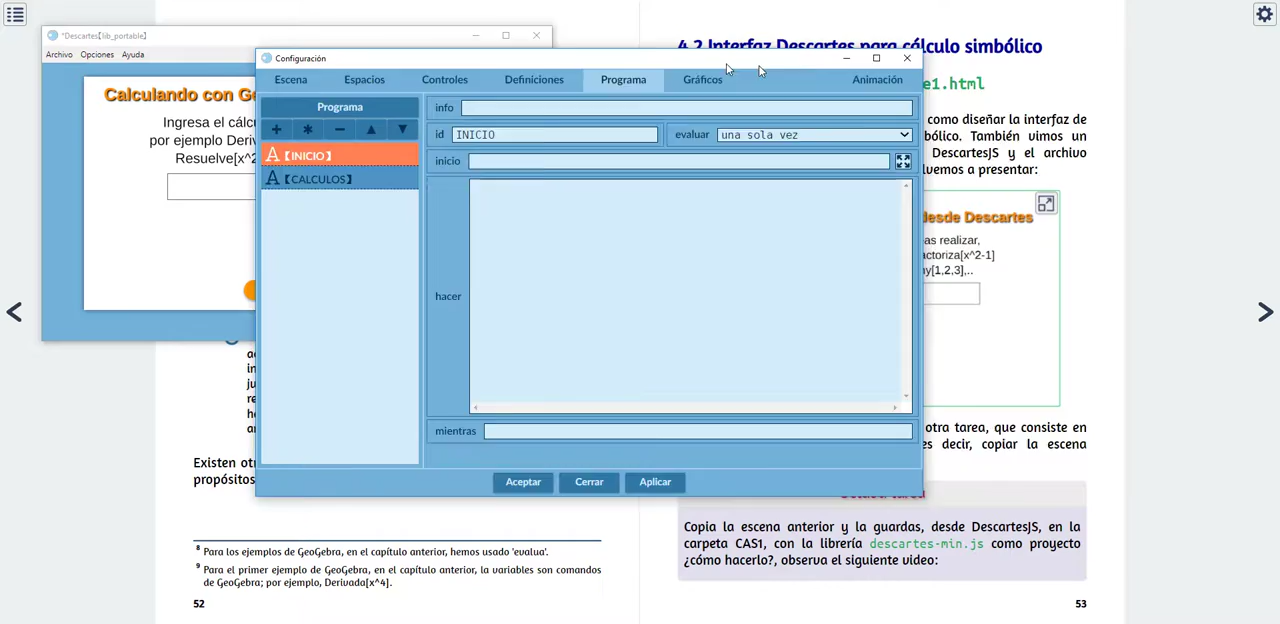 *Descartes【lib_portable】
Archivo Opciones Ayuda
Calculando con Ge
Ingresa el cálcu
por ejemplo Deriv
Resuelve[x^2
Configuración
Escena Espacios Controles Definiciones Programa Gráficos Animación
Programa
【INICIO】
【CALCULOS】
info
id INICIO evaluar una sola vez
inicio
hacer
mientras
Aceptar Cerrar Aplicar
Existen otr
propósitos
8 Para los ejemplos de GeoGebra, en el capítulo anterior, hemos usado 'evalua'.
9 Para el primer ejemplo de GeoGebra, en el capítulo anterior, la variables son comandos
de GeoGebra; por ejemplo, Derivada[x^4].
52
4.2 Interfaz Descartes para cálculo simbólico
e1.html
como diseñar la interfaz de
bólico. También vimos un
DescartesJS y el archivo
lvemos a presentar:
desde Descartes
as realizar,
actoriza[x^2-1]
ny[1,2,3],..
otra tarea, que consiste en
es decir, copiar la escena
Copia la escena anterior y la guardas, desde DescartesJS, en la
carpeta CAS1, con la librería descartes-min.js como proyecto
¿cómo hacerlo?, observa el siguiente video:
53